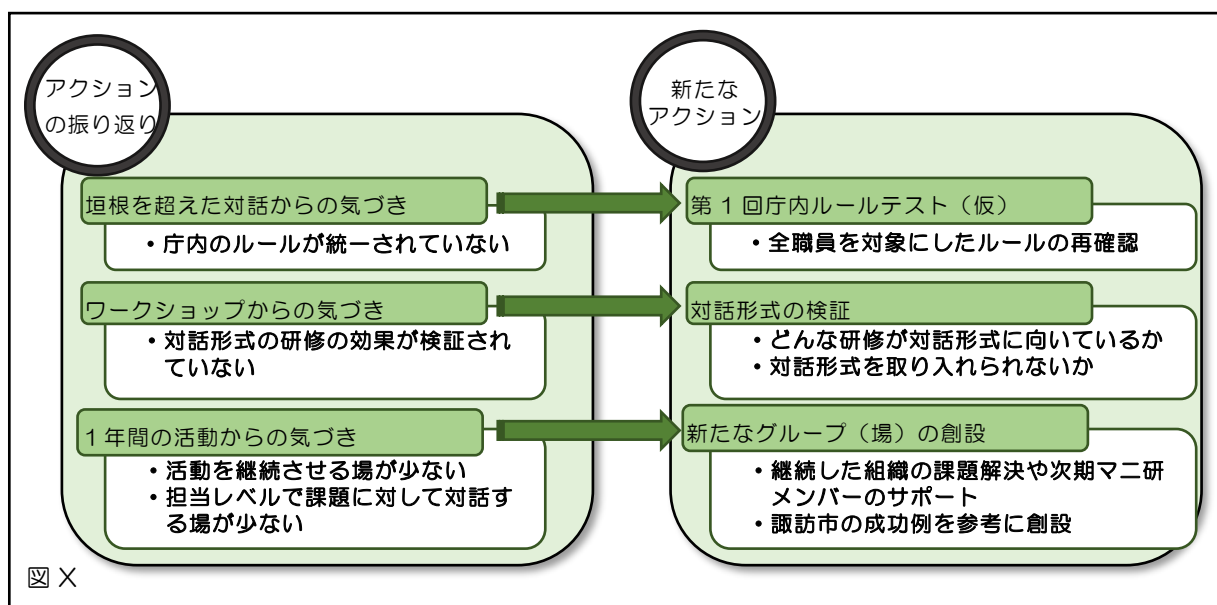 アクション
の振り返り
垣根を超えた対話からの気づき
・庁内のルールが統一されていない
ワークショップからの気づき
・対話形式の研修の効果が検証され
ていない
1年間の活動からの気づき
・活動を継続させる場が少ない
・担当レベルで課題に対して対話す
る場が少ない
新たな
アクション
第1回庁内ルールテスト（仮）
・全職員を対象にしたルールの再確認
対話形式の検証
・どんな研修が対話形式に向いているか
・対話形式を取り入れられないか
新たなグループ（場）の創設
・継続した組織の課題解決や次期マニ研
メンバーのサポート
・諏訪市の成功例を参考に創設
図X